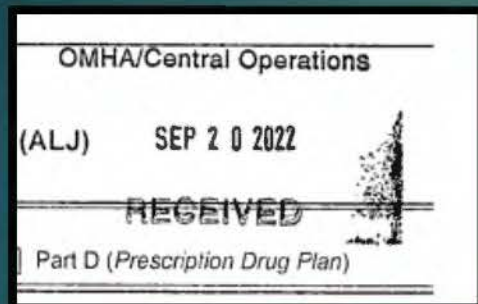 OMHA/Central Operations
(ALJ) SEP 2 0 2022
RECEIVED
Part D (Prescription Drug Plan)